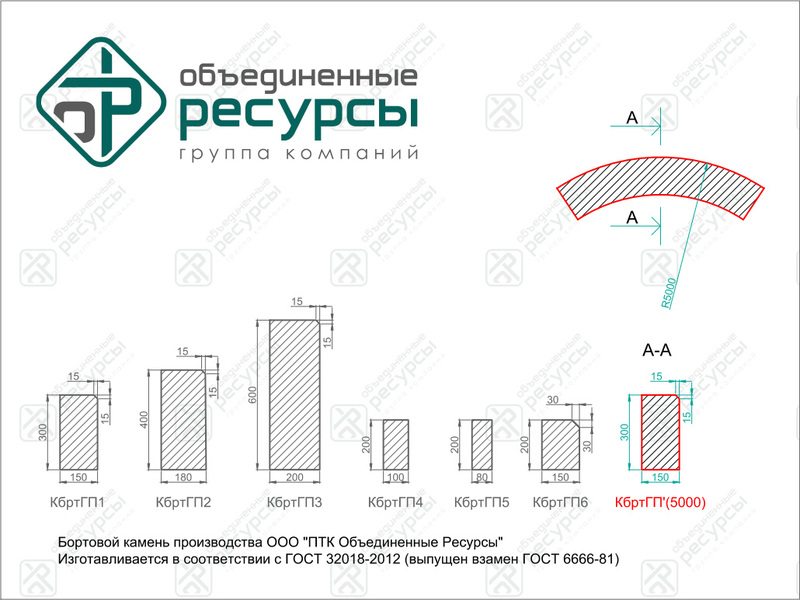 объединенные
ресурсы
группа компаний
А
А
R5000
А-А
15
15
300
150
КбртГП1
15
15
400
180
КбртГП2
15
15
600
200
КбртГП3
200
100
КбртГП4
200
80
КбртГП5
30
30
200
150
КбртГП6
15
15
300
150
КбртГП'(5000)
Бортовой камень производства ООО "ПТК Объединенные Ресурсы"
Изготавливается в соответствии с ГОСТ 32018-2012 (выпущен взамен ГОСТ 6666-81)